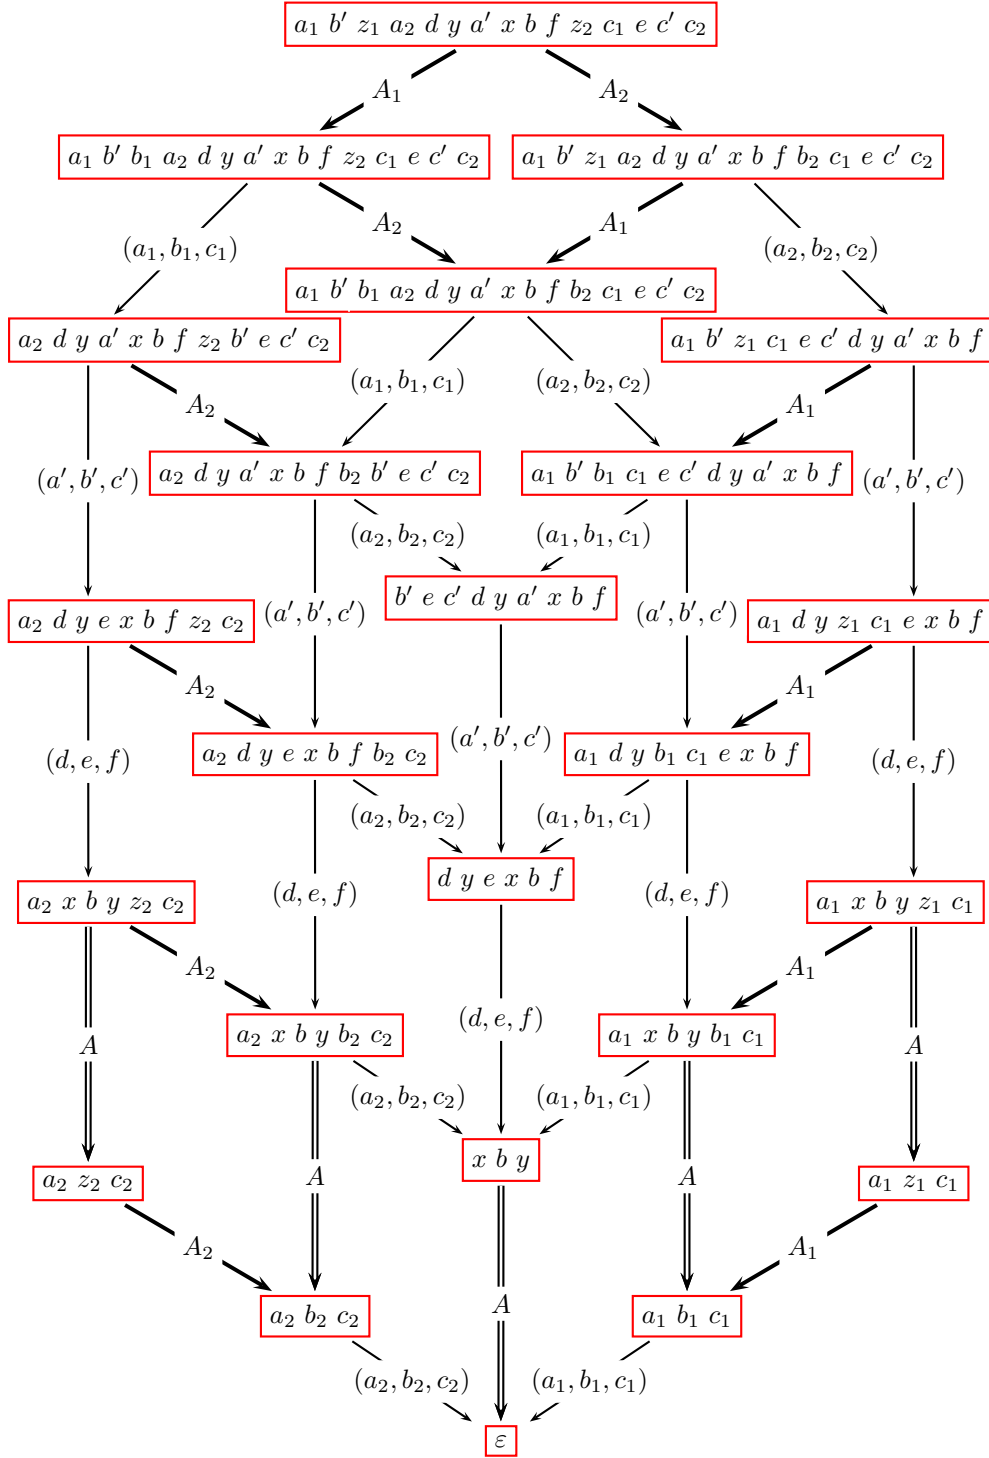 a₁ b′ z₁ a₂ d y a′ x b f z₂ c₁ e c′ c₂
A₁ A₂
a₁ b′ b₁ a₂ d y a′ x b f z₂ c₁ e c′ c₂ a₁ b′ z₁ a₂ d y a′ x b f b₂ c₁ e c′ c₂
A₂ A₁
(a₁, b₁, c₁) (a₂, b₂, c₂)
a₁ b′ b₁ a₂ d y a′ x b f b₂ c₁ e c′ c₂
a₂ d y a′ x b f z₂ b′ e c′ c₂ a₁ b′ z₁ c₁ e c′ d y a′ x b f
(a₁, b₁, c₁) (a₂, b₂, c₂)
A₂ A₁
a₂ d y a′ x b f b₂ b′ e c′ c₂ a₁ b′ b₁ c₁ e c′ d y a′ x b f
(a′, b′, c′) (a′, b′, c′)
(a₂, b₂, c₂) (a₁, b₁, c₁)
b′ e c′ d y a′ x b f
a₂ d y e x b f z₂ c₂ (a′, b′, c′) (a′, b′, c′) a₁ d y z₁ c₁ e x b f
A₂ A₁
(a′, b′, c′)
a₂ d y e x b f b₂ c₂ a₁ d y b₁ c₁ e x b f
(d, e, f) (d, e, f)
(a₂, b₂, c₂) (a₁, b₁, c₁)
d y e x b f
a₂ x b y z₂ c₂ (d, e, f) (d, e, f) a₁ x b y z₁ c₁
A₂ A₁
(d, e, f)
a₂ x b y b₂ c₂ a₁ x b y b₁ c₁
A A
(a₂, b₂, c₂) (a₁, b₁, c₁)
x b y
a₂ z₂ c₂ A A a₁ z₁ c₁
A₂ A₁
A
a₂ b₂ c₂ a₁ b₁ c₁
(a₂, b₂, c₂) (a₁, b₁, c₁)
ε